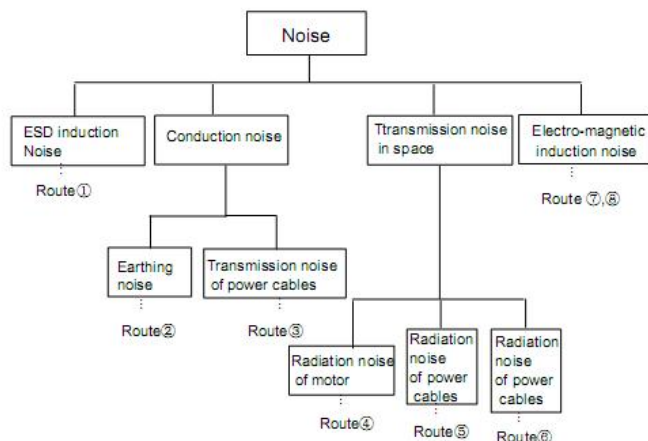 Noise
ESD induction
Noise
Conduction noise
Ttransmission noise
in space
Electro-magnetic
induction noise
Route①
Route ⑦,⑧
Earthing
noise
Transmission noise
of power cables
Route②
Route③
Radiation noise
of motor
Radiation
noise
of power
cables
Radiation
noise
of power
cables
Route④
Route⑤
Route⑥